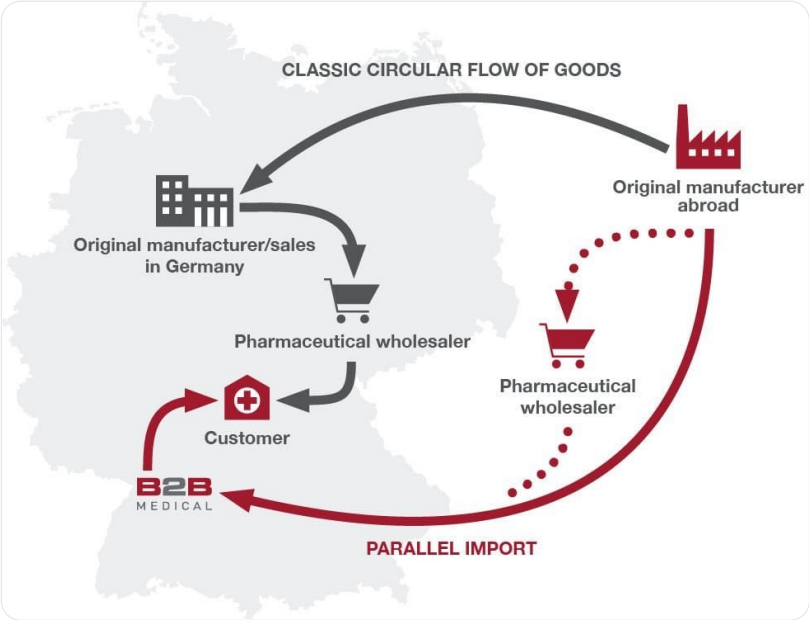 CLASSIC CIRCULAR FLOW OF GOODS
Original manufacturer
abroad
Original manufacturer/sales
in Germany
Pharmaceutical wholesaler
Pharmaceutical
wholesaler
Customer
B2B
MEDICAL
PARALLEL IMPORT